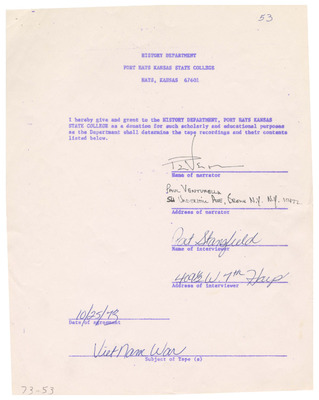 53
HISTORY DEPARTMENT
FORT HAYS KANSAS STATE COLLEGE
HAYS, KANSAS 67601
I hereby give and grant to the HISTORY DEPARTMENT, FORT HAYS KANSAS
STATE COLLEGE as a donation for such scholarly and educational purposes
as the Department shall determine the tape recordings and their contents
listed below.
Name of narrator
Paul Venturella
N.Y. N.Y.
Address of narrator
Pat Stangfield
Name of interviewer
W. 7th Hays
Address of interviewer
10/25/73
Date of agreement
Viet Nam War
Subject of Tape (s)
73-53